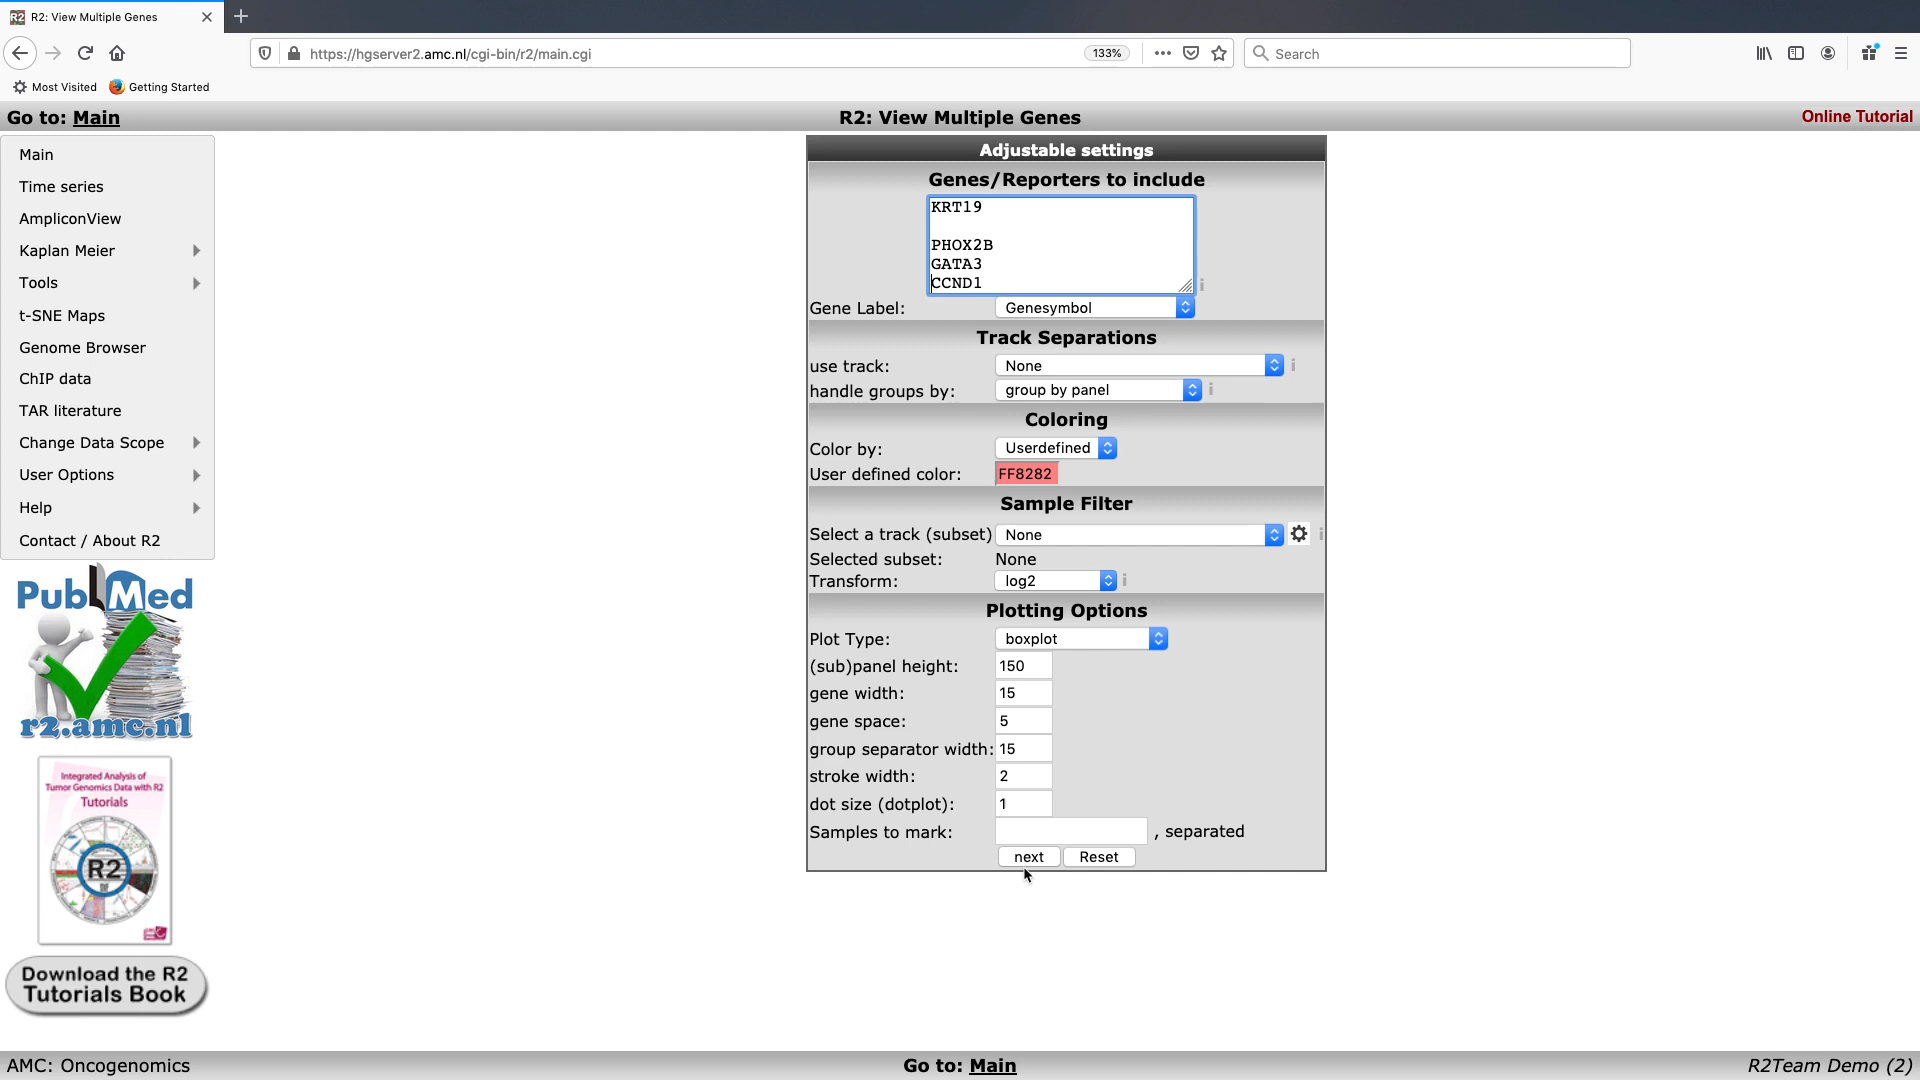 R2: View Multiple Genes
https://hgserver2.amc.nl/cgi-bin/r2/main.cgi
133%
Search
Most Visited
Getting Started
Go to: Main
R2: View Multiple Genes
Online Tutorial
Main
Time series
AmpliconView
Kaplan Meier
Tools
t-SNE Maps
Genome Browser
ChIP data
TAR literature
Change Data Scope
User Options
Help
Contact / About R2
PubMed
r2.amc.nl
Integrated Analysis of
Tumor Genomics Data with R2
Tutorials
R2
Download the R2
Tutorials Book
Adjustable settings
Genes/Reporters to include
KRT19
PHOX2B
GATA3
CCND1
Gene Label: Genesymbol
Track Separations
use track: None
handle groups by: group by panel
Coloring
Color by: Userdefined
User defined color: FF8282
Sample Filter
Select a track (subset) None
Selected subset: None
Transform: log2
Plotting Options
Plot Type: boxplot
(sub)panel height: 150
gene width: 15
gene space: 5
group separator width: 15
stroke width: 2
dot size (dotplot): 1
Samples to mark: , separated
next Reset
AMC: Oncogenomics
Go to: Main
R2Team Demo (2)